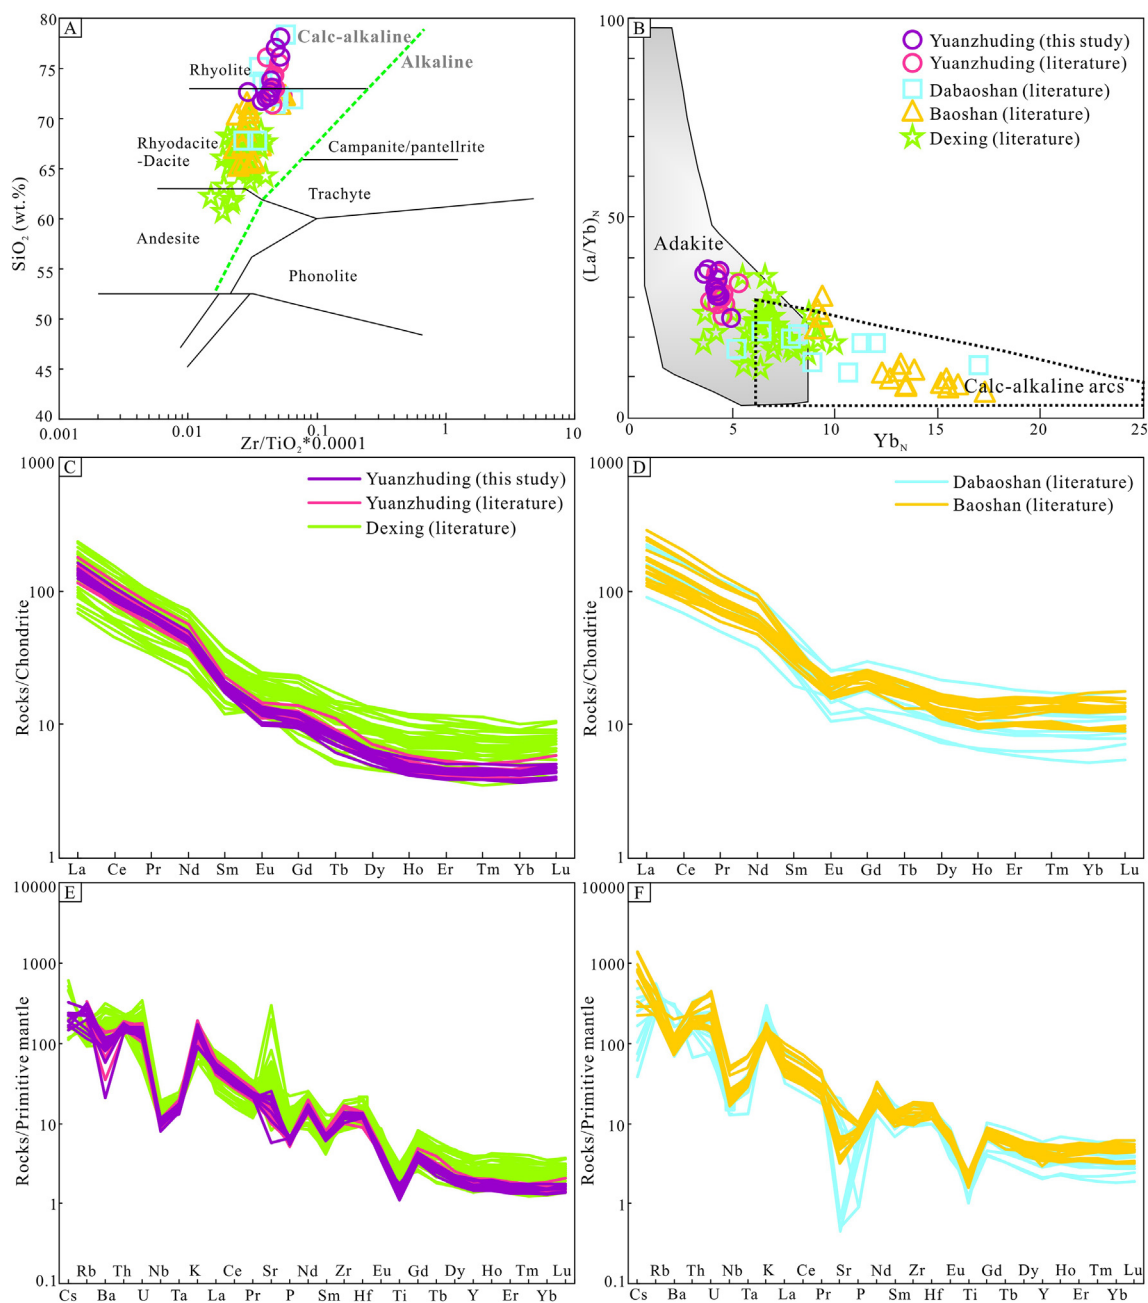 A
80
75
70
65
60
55
50
45
40
SiO2 (wt.%)
Calc-alkaline
Alkaline
Rhyolite
Rhyodacite
-Dacite
Campanite/pantellrite
Trachyte
Andesite
Phonolite
0.001
0.01
0.1
1
10
Zr/TiO2*0.0001
B
100
50
0
(La/Yb)N
Yuanzhuding (this study)
Yuanzhuding (literature)
Dabaoshan (literature)
Baoshan (literature)
Dexing (literature)
Adakite
Calc-alkaline arcs
0
5
10
15
20
25
YbN
C
1000
100
10
1
Rocks/Chondrite
Yuanzhuding (this study)
Yuanzhuding (literature)
Dexing (literature)
La Ce Pr Nd Sm Eu Gd Tb Dy Ho Er Tm Yb Lu
D
1000
100
10
1
Rocks/Chondrite
Dabaoshan (literature)
Baoshan (literature)
La Ce Pr Nd Sm Eu Gd Tb Dy Ho Er Tm Yb Lu
E
10000
1000
100
10
1
0.1
Rocks/Primitive mantle
Rb Th Nb K Ce Sr Nd Zr Eu Gd Dy Ho Tm Lu
Cs Ba U Ta La Pr P Sm Hf Ti Tb Y Er Yb
F
10000
1000
100
10
1
0.1
Rocks/Primitive mantle
Rb Th Nb K Ce Sr Nd Zr Eu Gd Dy Ho Tm Lu
Cs Ba U Ta La Pr P Sm Hf Ti Tb Y Er Yb